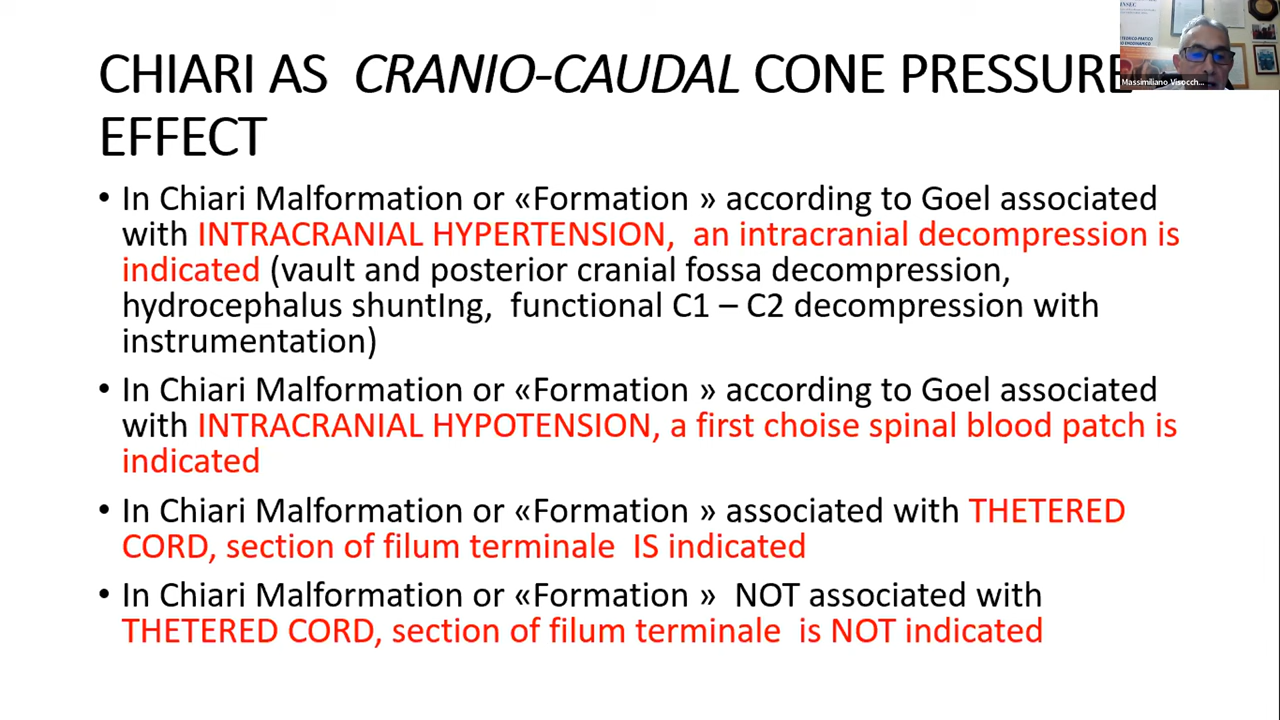 CHIARI AS CRANIO-CAUDAL CONE PRESSURE
EFFECT
• In Chiari Malformation or «Formation » according to Goel associated
with INTRACRANIAL HYPERTENSION, an intracranial decompression is
indicated (vault and posterior cranial fossa decompression,
hydrocephalus shuntIng, functional C1 – C2 decompression with
instrumentation)
• In Chiari Malformation or «Formation » according to Goel associated
with INTRACRANIAL HYPOTENSION, a first choise spinal blood patch is
indicated
• In Chiari Malformation or «Formation » associated with THETERED
CORD, section of filum terminale IS indicated
• In Chiari Malformation or «Formation » NOT associated with
THETERED CORD, section of filum terminale is NOT indicated
Massimiliano Visocch...